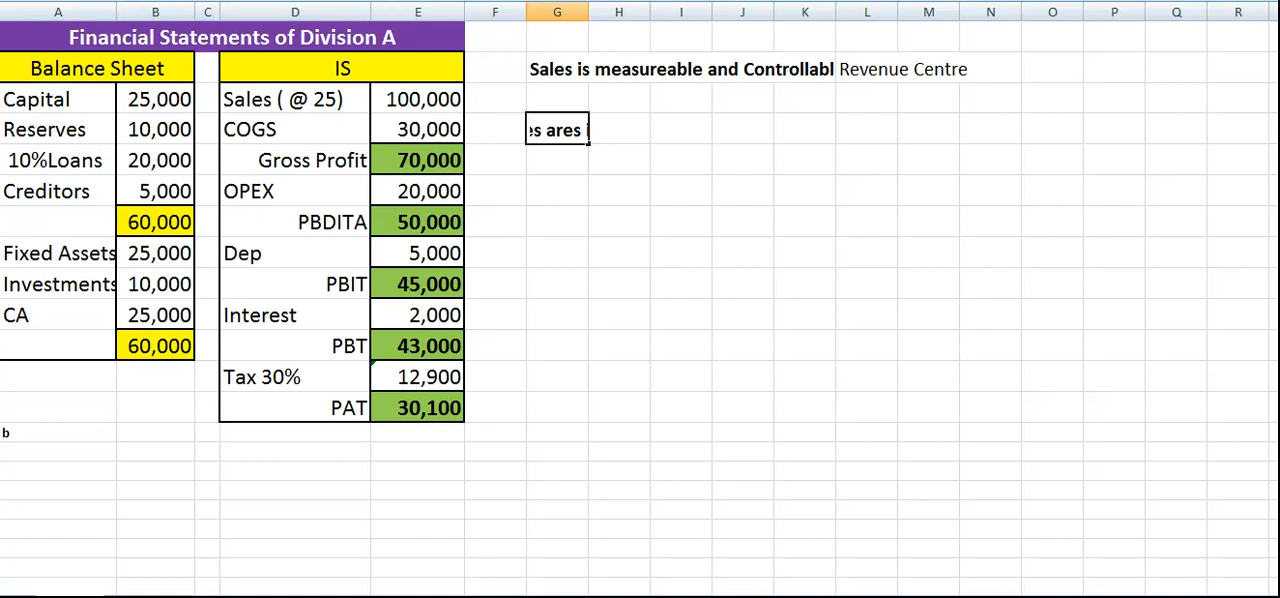 A B C D E F G H I J K L M N O P Q R
Financial Statements of Division A
Balance Sheet IS
Sales is measureable and Controllabl Revenue Centre
Capital 25,000 Sales ( @ 25) 100,000
Reserves 10,000 COGS 30,000
es ares i
10%Loans 20,000 Gross Profit 70,000
Creditors 5,000 OPEX 20,000
60,000 PBDITA 50,000
Fixed Assets 25,000 Dep 5,000
Investments 10,000 PBIT 45,000
CA 25,000 Interest 2,000
60,000 PBT 43,000
Tax 30% 12,900
PAT 30,100
b